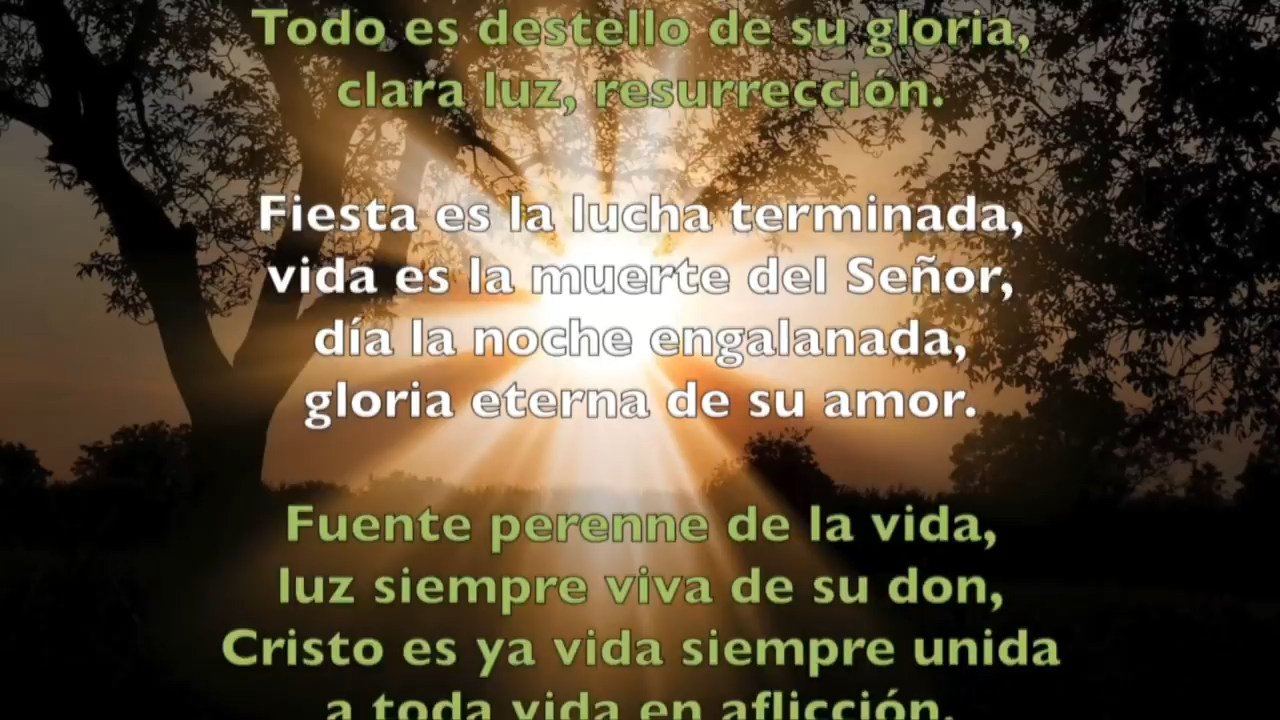 Todo es destello de su gloria,
clara luz, resurrección.
Fiesta es la lucha terminada,
vida es la muerte del Señor,
día la noche engalanada,
gloria eterna de su amor.
Fuente perenne de la vida,
luz siempre viva de su don,
Cristo es ya vida siempre unida
a toda vida en aflicción.